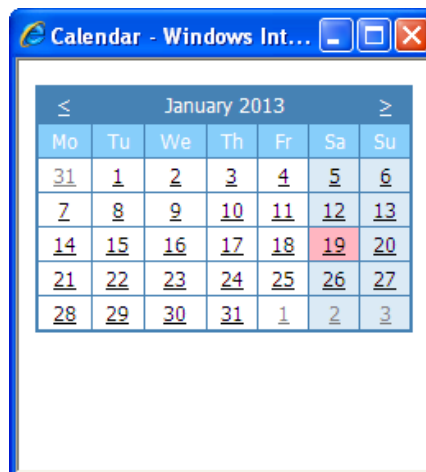 Calendar - Windows Int...
< January 2013 >
Mo Tu We Th Fr Sa Su
31 1 2 3 4 5 6
7 8 9 10 11 12 13
14 15 16 17 18 19 20
21 22 23 24 25 26 27
28 29 30 31 1 2 3